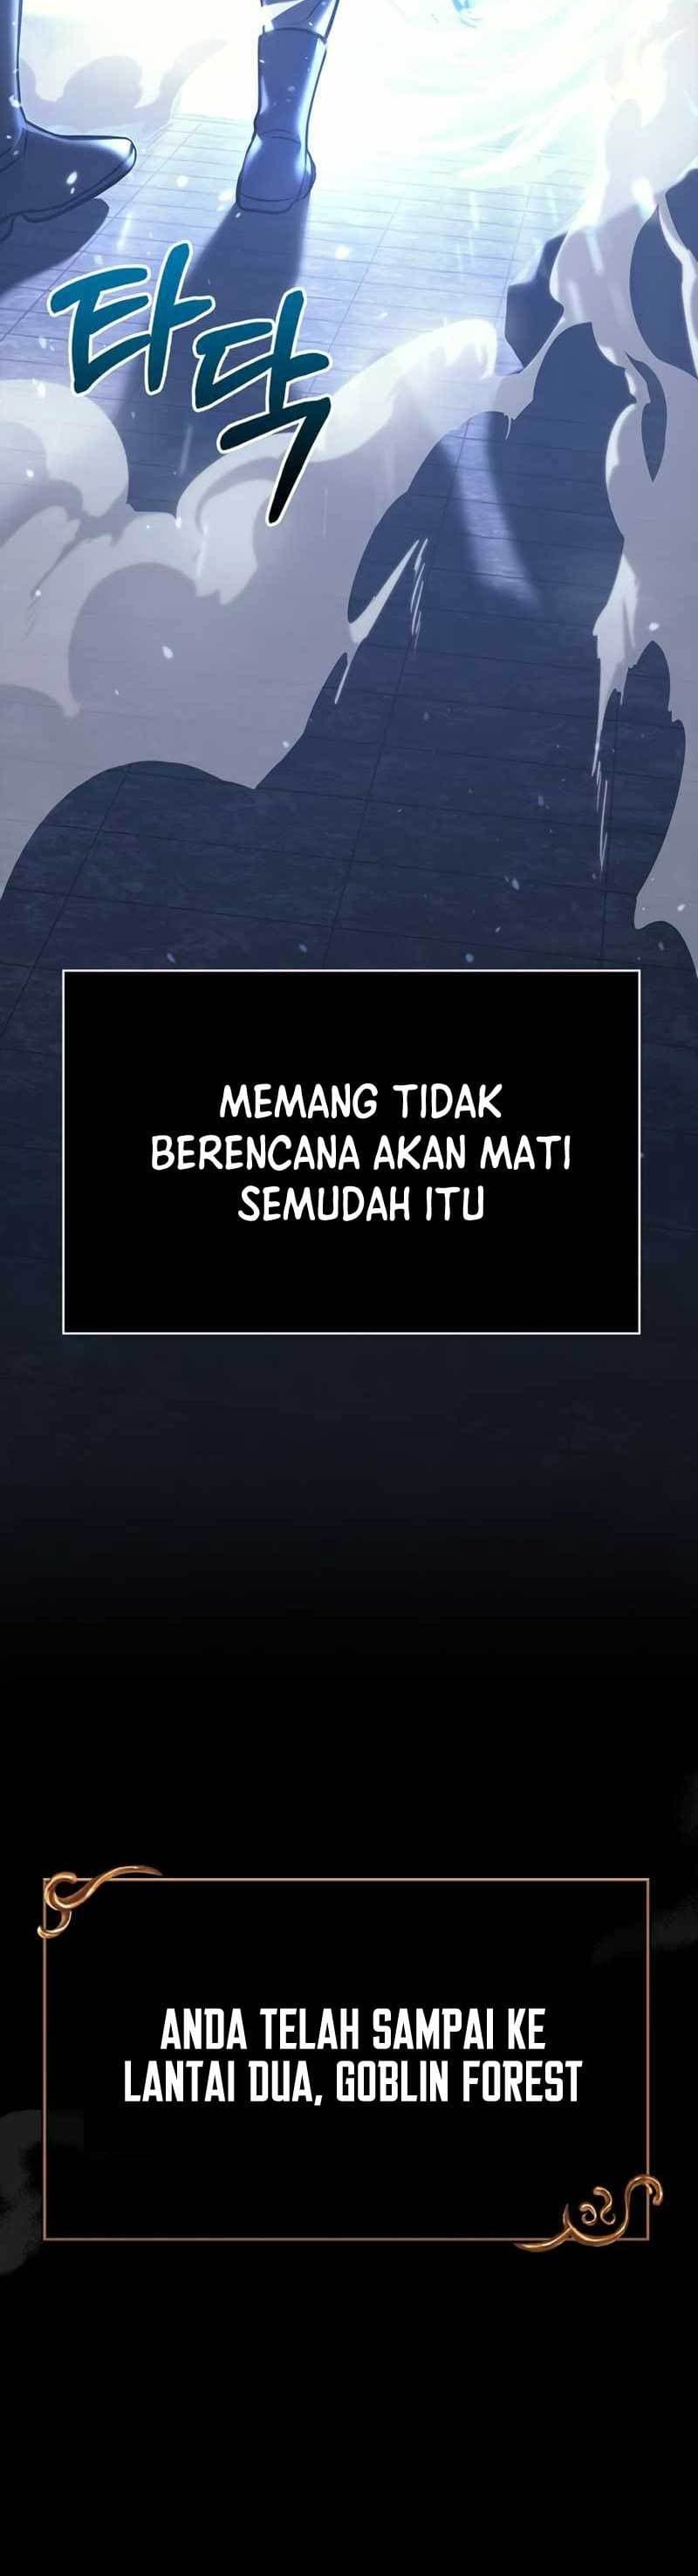 타닥
MEMANG TIDAK
BERENCANA AKAN MATI
SEMUDAH ITU
ANDA TELAH SAMPAI KE
LANTAI DUA, GOBLIN FOREST